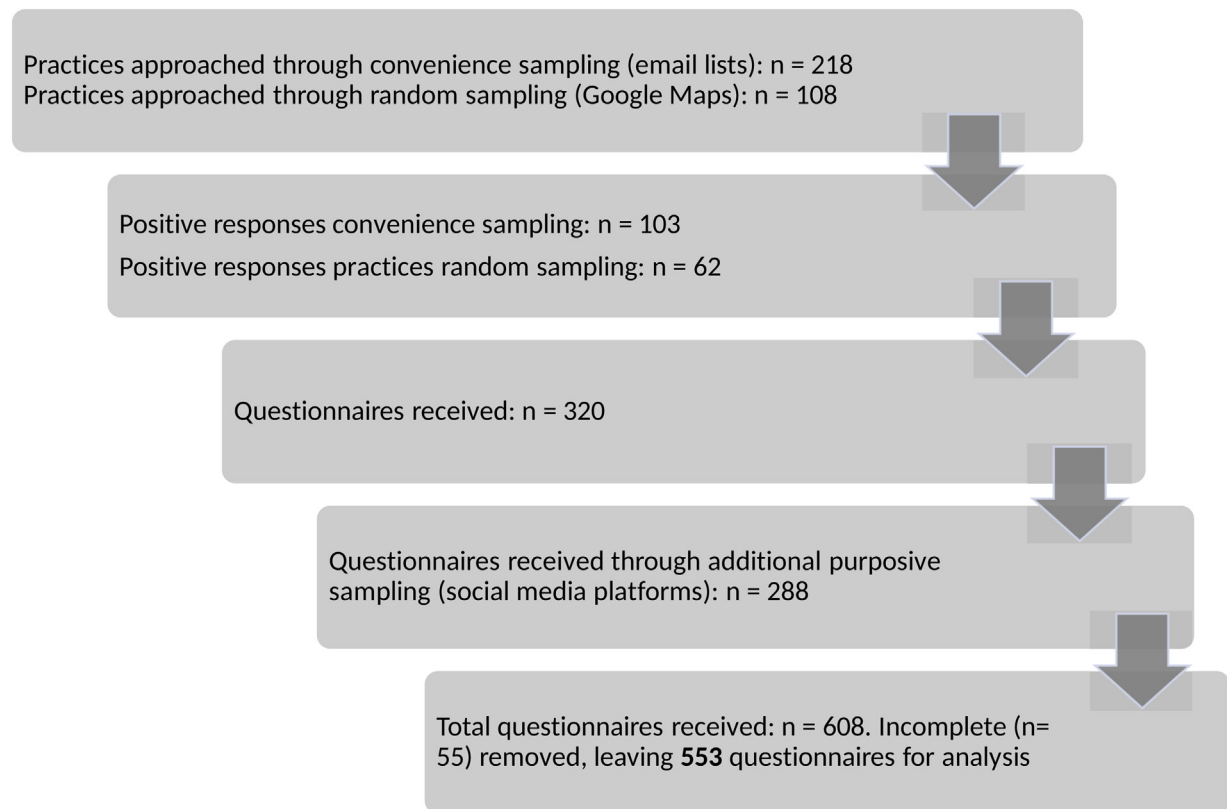 Practices approached through convenience sampling (email lists): n = 218
Practices approached through random sampling (Google Maps): n = 108
Positive responses convenience sampling: n = 103
Positive responses practices random sampling: n = 62
Questionnaires received: n = 320
Questionnaires received through additional purposive
sampling (social media platforms): n = 288
Total questionnaires received: n = 608. Incomplete (n=
55) removed, leaving 553 questionnaires for analysis